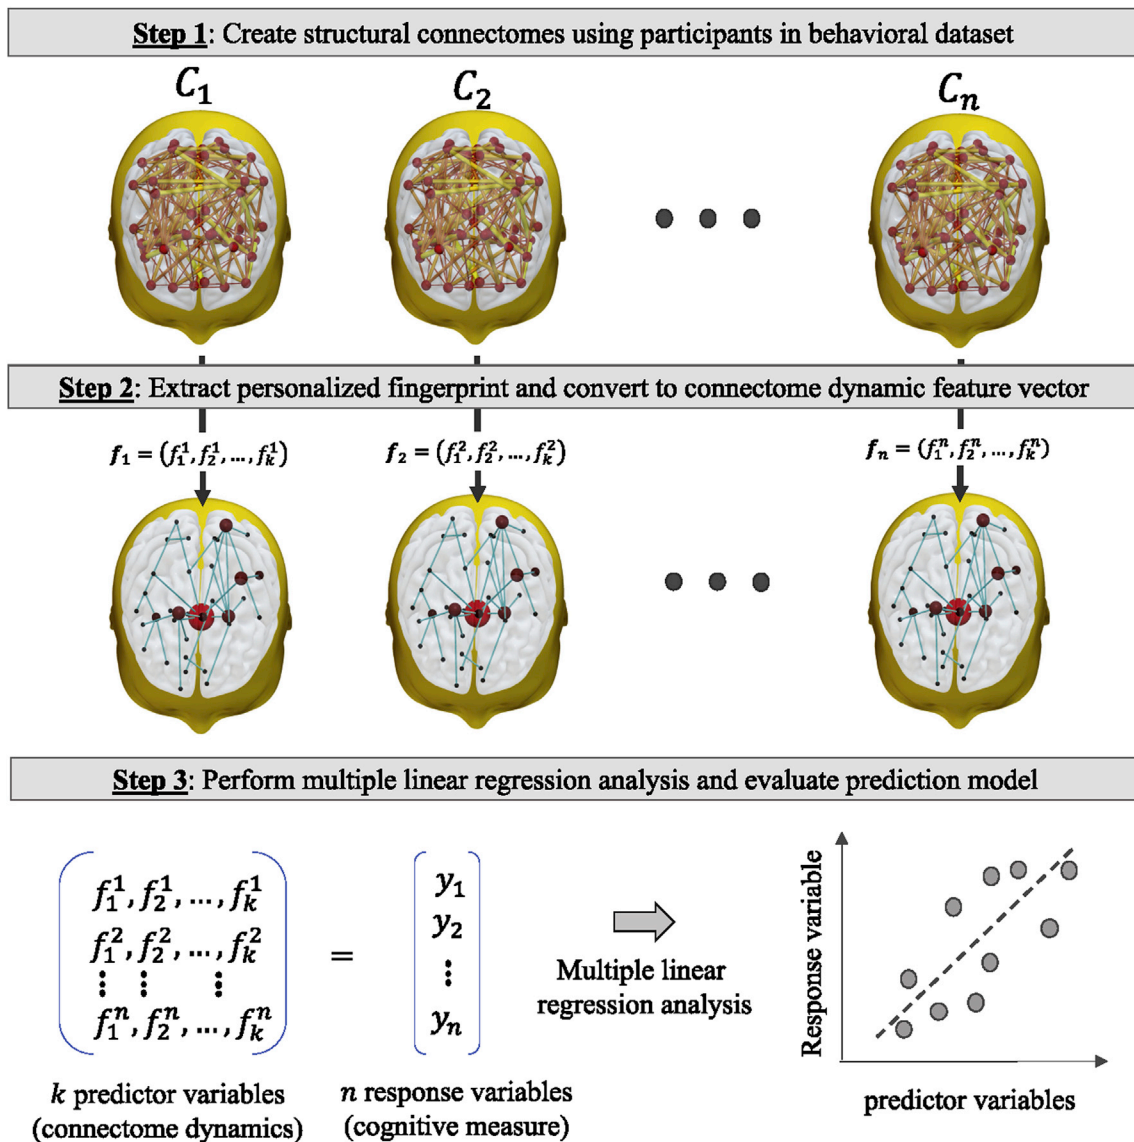 Step 1: Create structural connectomes using participants in behavioral dataset
C₁ C₂ Cₙ
Step 2: Extract personalized fingerprint and convert to connectome dynamic feature vector
f₁ = (f₁¹, f₂¹, ..., fₖ¹) f₂ = (f₁², f₂², ..., fₖ²) fₙ = (f₁ⁿ, f₂ⁿ, ..., fₖⁿ)
Step 3: Perform multiple linear regression analysis and evaluate prediction model
f₁¹, f₂¹, ..., fₖ¹
f₁², f₂², ..., fₖ²
⋮ ⋮ ⋮
f₁ⁿ, f₂ⁿ, ..., fₖⁿ
=
y₁
y₂
⋮
yₙ
Multiple linear
regression analysis
Response variable
predictor variables
k predictor variables
(connectome dynamics)
n response variables
(cognitive measure)